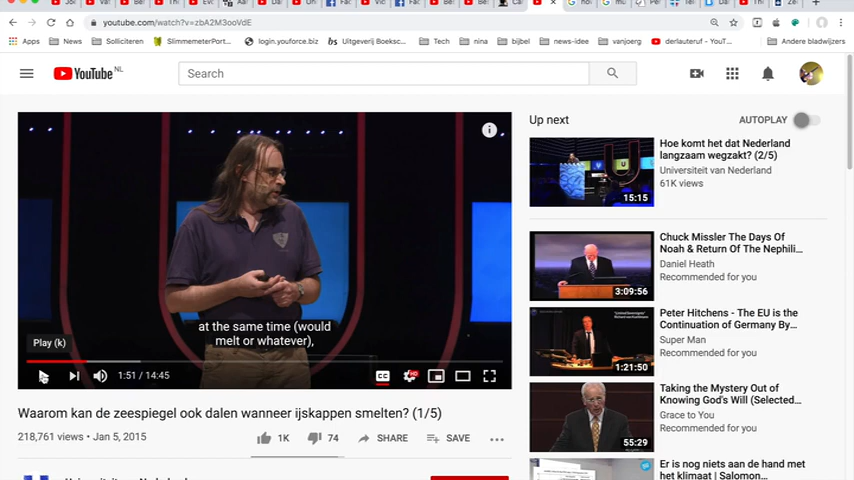 youtube.com/watch?v=zbA2M3ooVdE
Apps
News
Solliciteren
SlimmemeterPort...
login.youforce.biz
Uitgeverij Boeksc...
Tech
nina
bijbel
news-idee
vanjoerg
derlauteruf - YouT...
Andere bladwijzers
YouTube NL
Search
Up next
AUTOPLAY
Hoe komt het dat Nederland
langzaam wegzakt? (2/5)
Universiteit van Nederland
61K views
15:15
Chuck Missler The Days Of
Noah & Return Of The Nephili...
Daniel Heath
Recommended for you
3:09:56
Peter Hitchens - The EU is the
Continuation of Germany By...
Super Man
Recommended for you
1:21:50
Taking the Mystery Out of
Knowing God's Will (Selected...
Grace to You
Recommended for you
55:29
Er is nog niets aan de hand met
het klimaat | Salomon...
at the same time (would
melt or whatever),
Play (k)
1:51 / 14:45
CC
HD
Waarom kan de zeespiegel ook dalen wanneer ijskappen smelten? (1/5)
218,761 views • Jan 5, 2015
1K
74
SHARE
SAVE